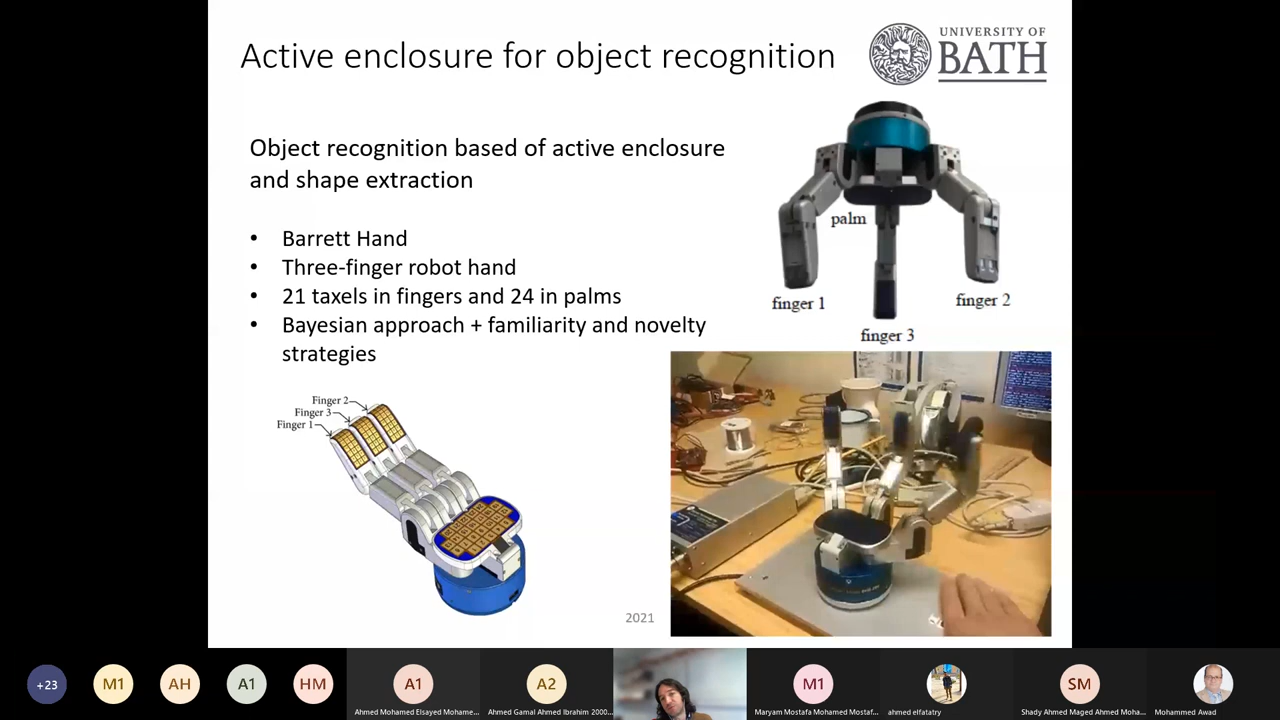 Active enclosure for object recognition
UNIVERSITY OF
BATH
Object recognition based of active enclosure
and shape extraction
• Barrett Hand
• Three-finger robot hand
• 21 taxels in fingers and 24 in palms
• Bayesian approach + familiarity and novelty
strategies
palm
finger 1
finger 2
finger 3
Finger 2
Finger 3
Finger 1
2021
+23
M1
AH
A1
HM
A1
Ahmed Mohamed Elsayed Mohame...
A2
Ahmed Gamal Ahmed Ibrahim 2000...
M1
Maryam Mostafa Mohamed Mostaf...
ahmed elfatatry
SM
Shady Ahmed Maged Ahmed Moha...
Mohammed Awad